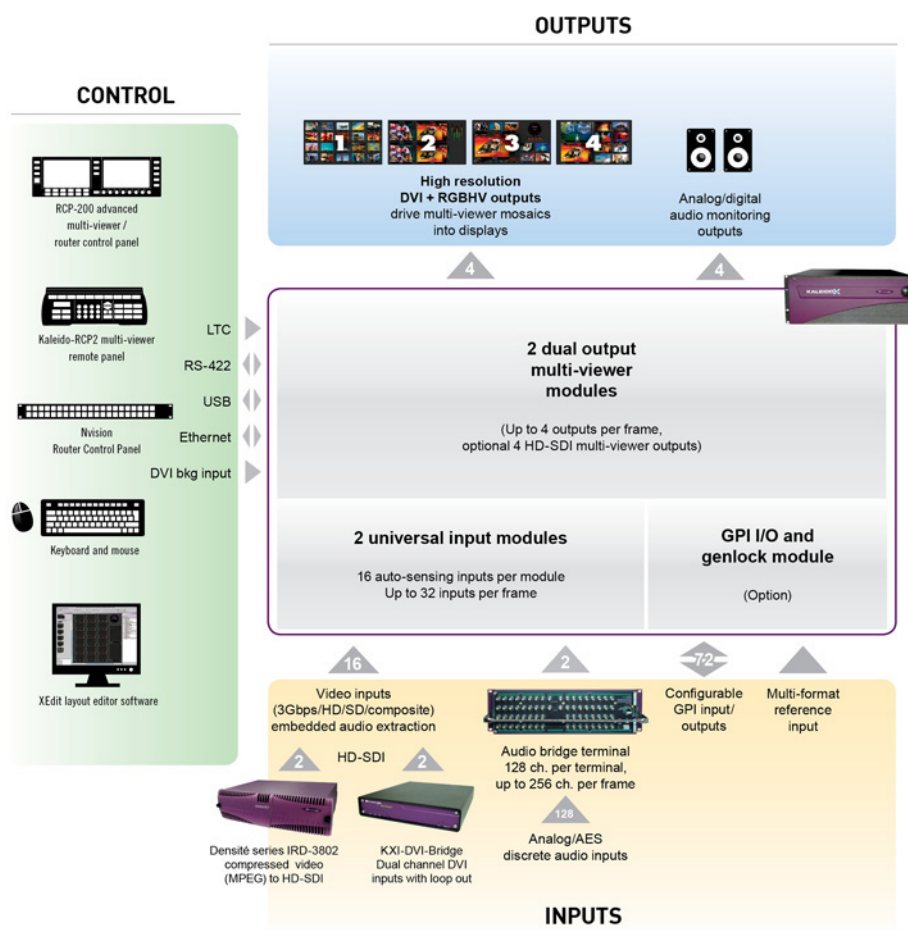 OUTPUTS
CONTROL
1
2
3
4
High resolution
DVI + RGBHV outputs
drive multi-viewer mosaics
into displays
Analog/digital
audio monitoring
outputs
RCP-200 advanced
multi-viewer /
router control panel
4
4
KALEIDO X
Kaleido-RCP2 multi-viewer
remote panel
LTC
RS-422
USB
Ethernet
DVI bkg input
2 dual output
multi-viewer
modules
(Up to 4 outputs per frame,
optional 4 HD-SDI multi-viewer outputs)
Nvision
Router Control Panel
Keyboard and mouse
2 universal input modules
16 auto-sensing inputs per module
Up to 32 inputs per frame
GPI I/O and
genlock module
(Option)
XEdit layout editor software
16
2
72
Video inputs
(3Gbps/HD/SD/composite)
embedded audio extraction
HD-SDI
2
2
Audio bridge terminal
128 ch. per terminal,
up to 256 ch. per frame
Configurable
GPI input/
outputs
Multi-format
reference
input
128
Analog/AES
discrete audio inputs
Densité series IRD-3802
compressed video
(MPEG) to HD-SDI
KXI-DVI-Bridge
Dual channel DVI
inputs with loop out
INPUTS